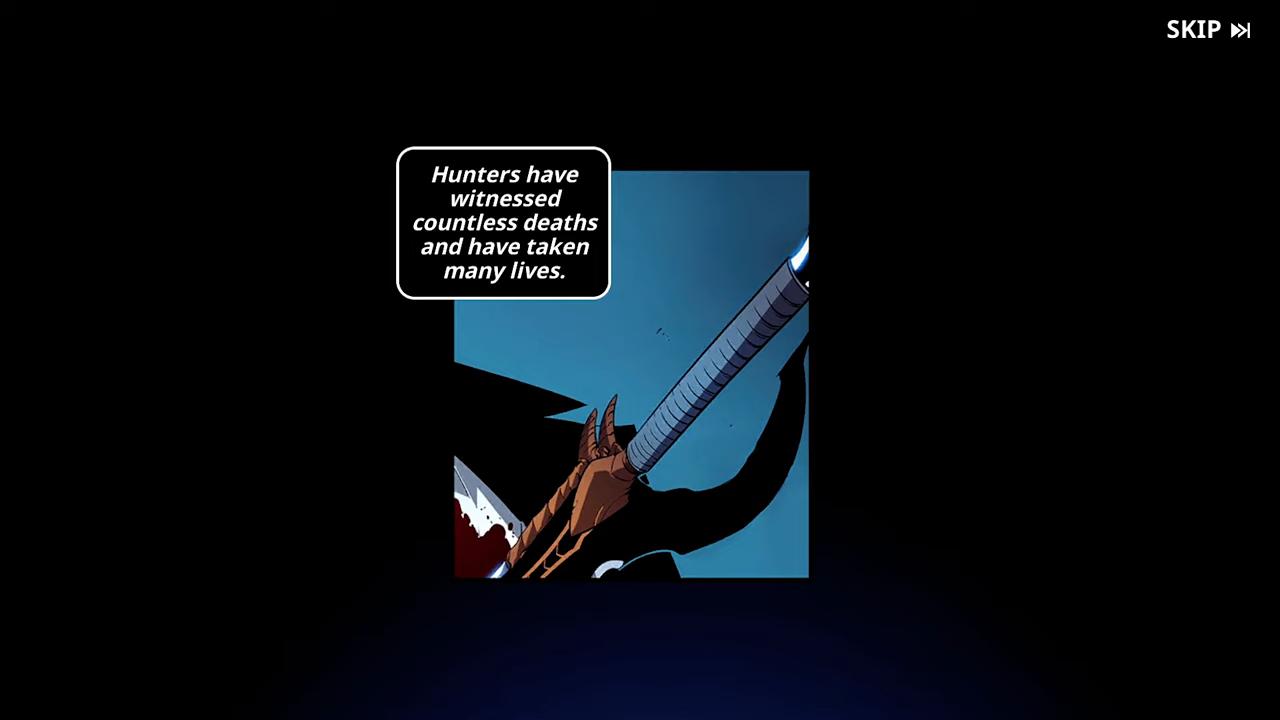 SKIP
Hunters have
witnessed
countless deaths
and have taken
many lives.